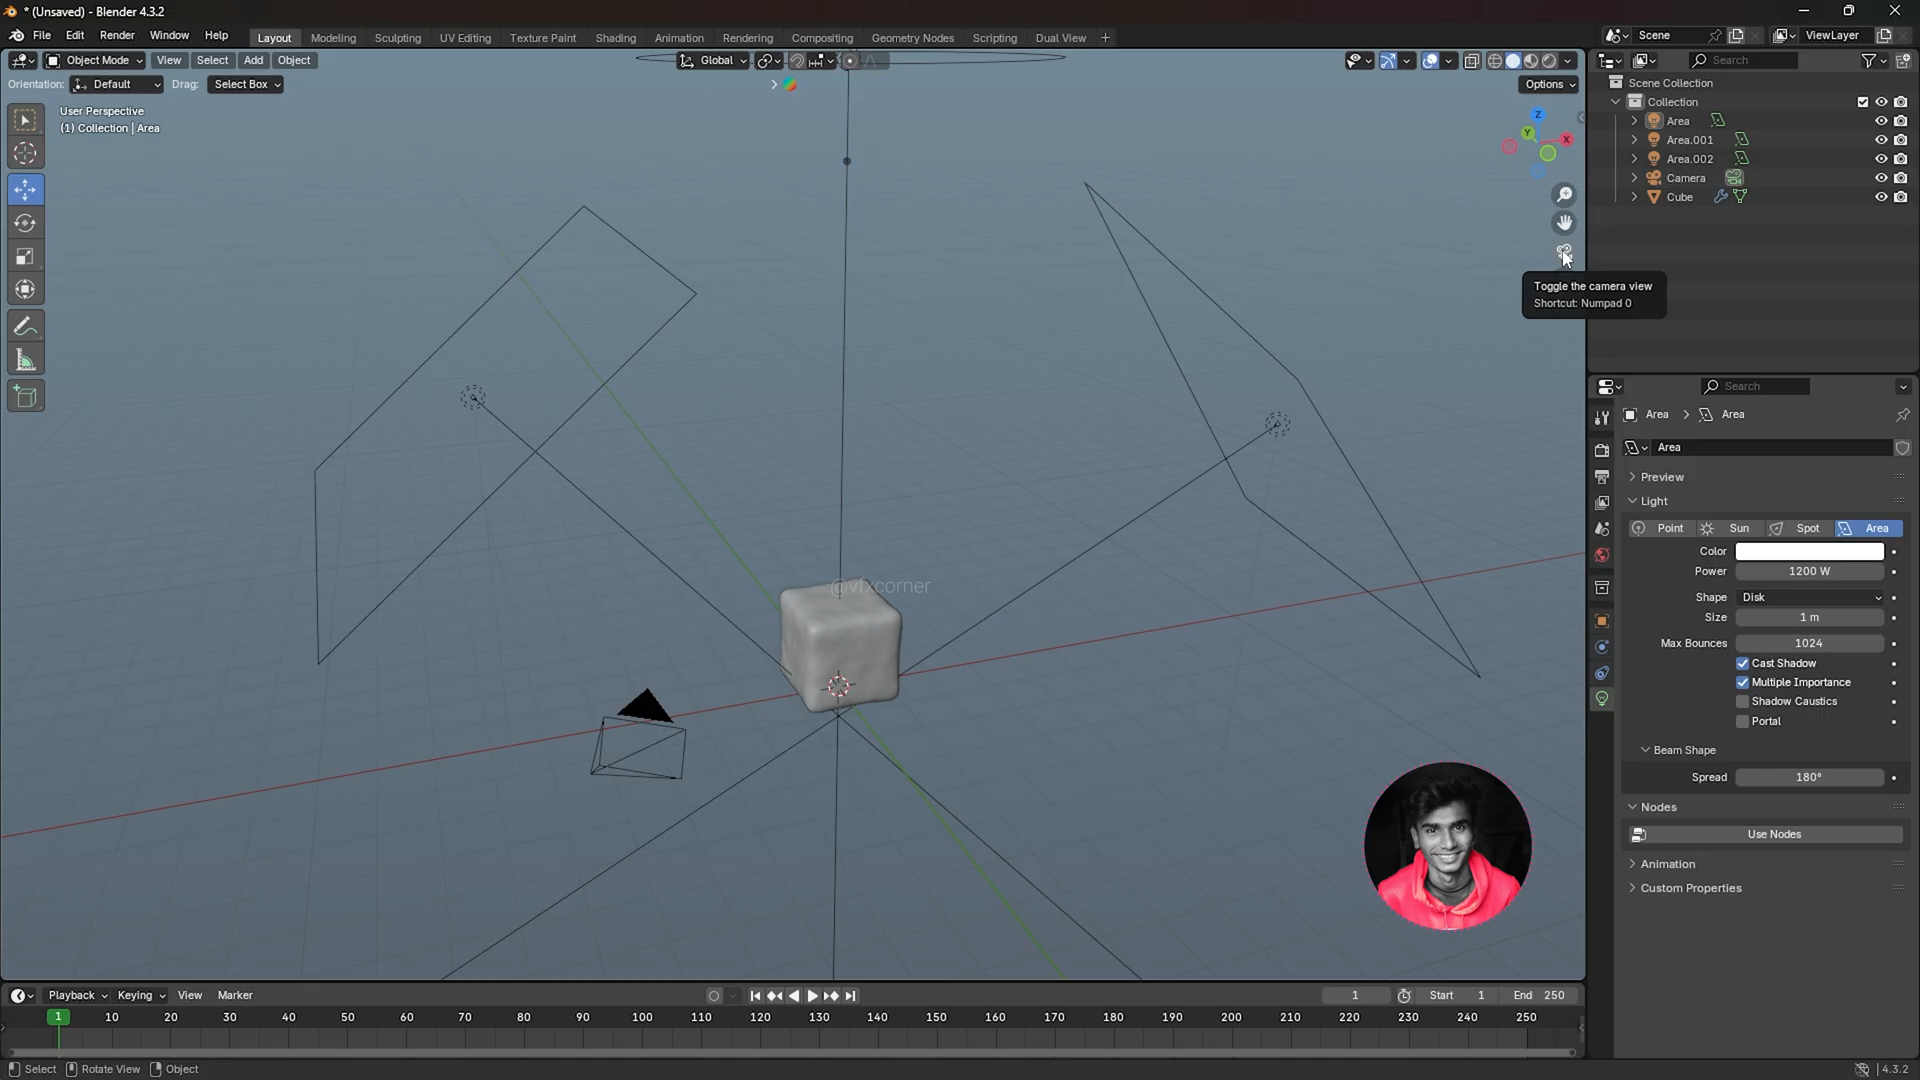 * (Unsaved) - Blender 4.3.2
File Edit Render Window Help Layout Modeling Sculpting UV Editing Texture Paint Shading Animation Rendering Compositing Geometry Nodes Scripting Dual View + Scene ViewLayer
Object Mode View Select Add Object Global Search
Orientation: Default Drag: Select Box Options
User Perspective
(1) Collection | Area
Z
Y
X
Scene Collection
Collection
Area
Area.001
Area.002
Camera
Cube
Toggle the camera view
Shortcut: Numpad 0
@vfxcorner
Search
Area > Area
Area
Preview
Light
Point Sun Spot Area
Color
Power 1200 W
Shape Disk
Size 1 m
Max Bounces 1024
Cast Shadow
Multiple Importance
Shadow Caustics
Portal
Beam Shape
Spread 180°
Nodes
Use Nodes
Animation
Custom Properties
Playback Keying View Marker 1 Start 1 End 250
1 10 20 30 40 50 60 70 80 90 100 110 120 130 140 150 160 170 180 190 200 210 220 230 240 250
Select Rotate View Object 4.3.2